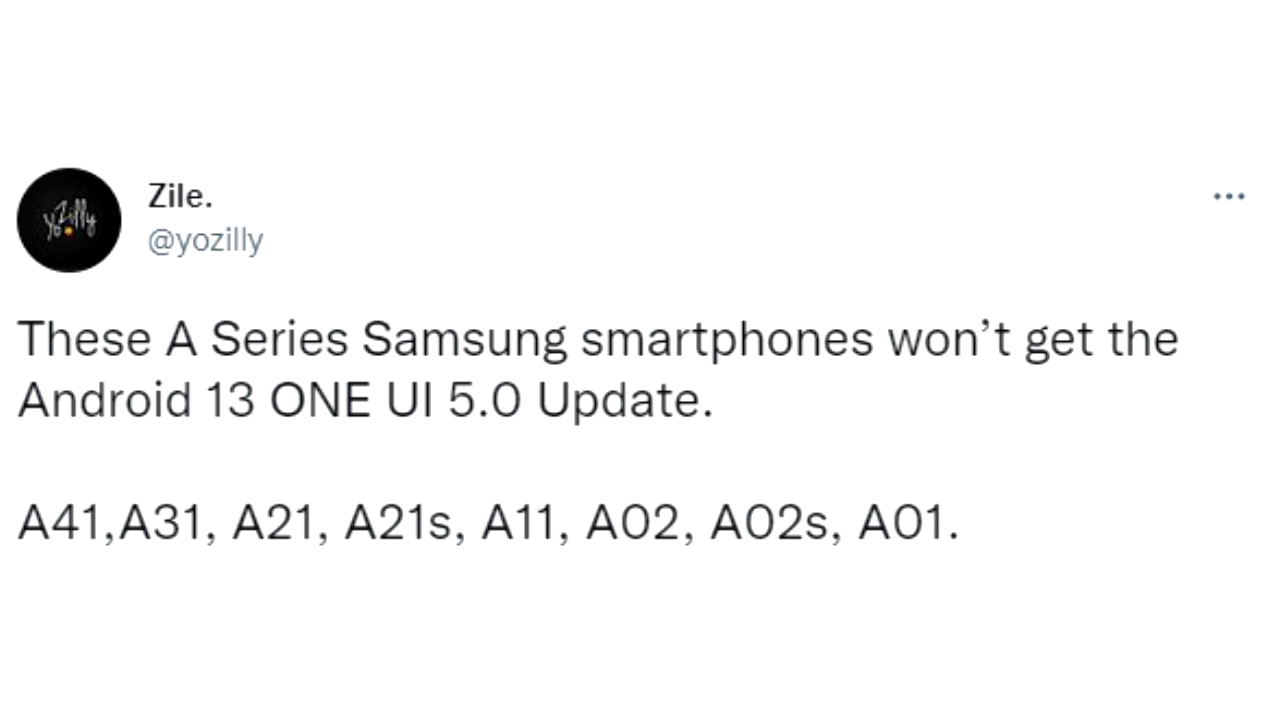 yoZilly
Zile.
@yozilly
These A Series Samsung smartphones won’t get the
Android 13 ONE UI 5.0 Update.
A41,A31, A21, A21s, A11, A02, A02s, A01.